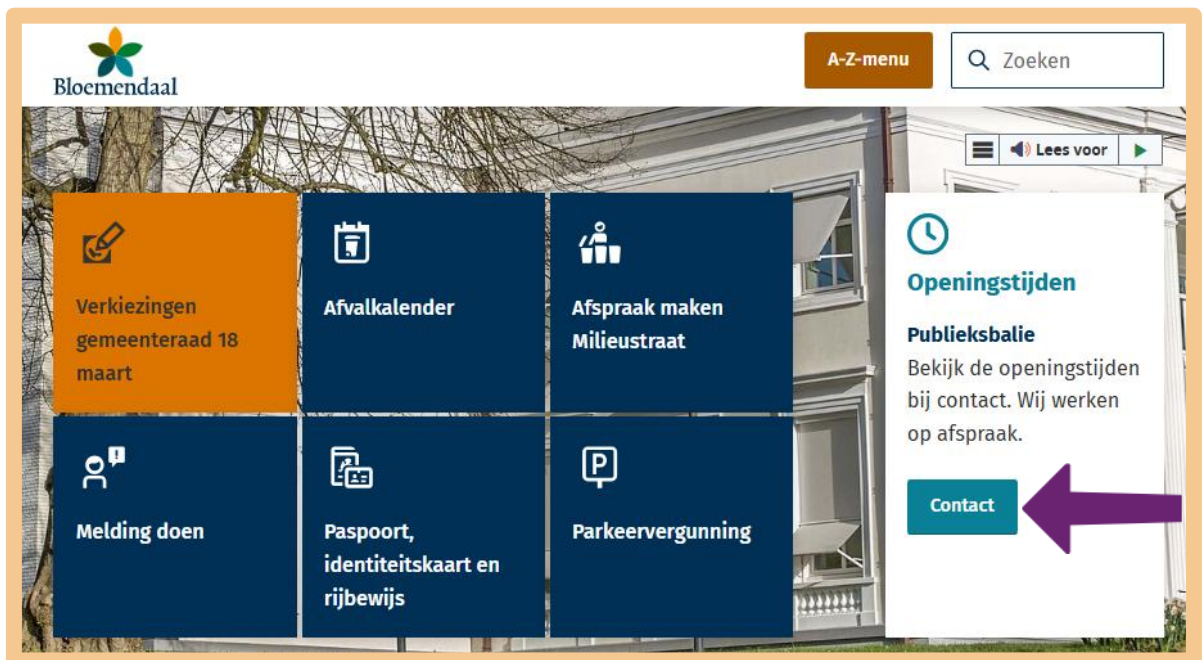 Bloemendaal
A-Z-menu
Zoeken
Lees voor
Verkiezingen
gemeenteraad 18
maart
Afvalkalender
Afspraak maken
Milieustraat
Openingstijden
Publieksbalie
Bekijk de openingstijden
bij contact. Wij werken
op afspraak.
Contact
Melding doen
Paspoort,
identiteitskaart en
rijbewijs
P
Parkeervergunning